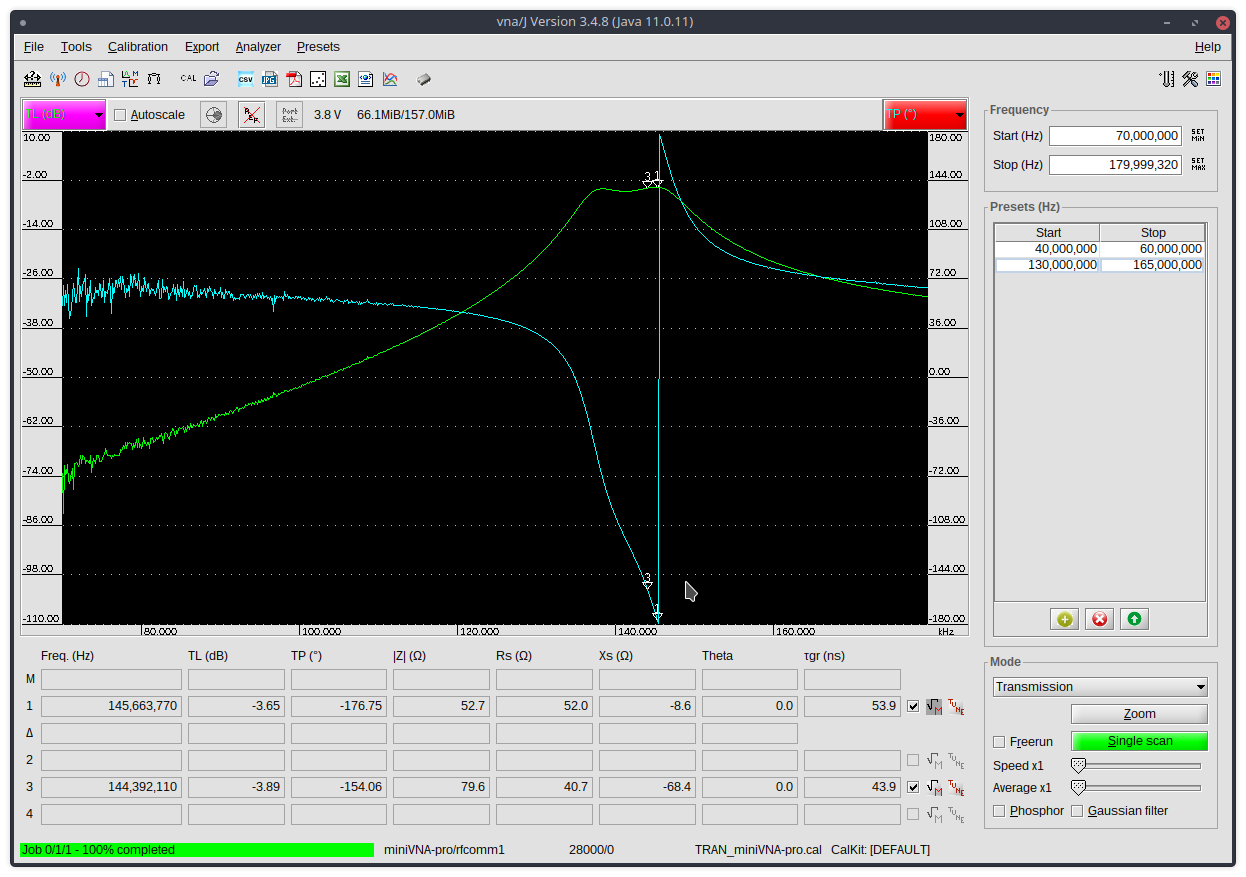 vna/J Version 3.4.8 (Java 11.0.11)
File Tools Calibration Export Analyzer Presets Help
CAL CSV JPG
TL (dB) Autoscale Port Ext.. 3.8 V 66.1MiB/157.0MiB TP (°)
10.00 180.00
-2.00 144.00
3 1
-14.00 108.00
-26.00 72.00
-38.00 36.00
-50.00 0.00
-62.00 -36.00
-74.00 -72.00
-86.00 -108.00
-98.00 -144.00
3
1
-110.00 -180.00
80.000 100.000 120.000 140.000 160.000 kHz
Frequency
Start (Hz) 70,000,000 SET MIN
Stop (Hz) 179,999,320 SET MAX
Presets (Hz)
Start Stop
40,000,000 60,000,000
130,000,000 165,000,000
Freq. (Hz) TL (dB) TP (°) |Z| (Ω) Rs (Ω) Xs (Ω) Theta τgr (ns)
M
1 145,663,770 -3.65 -176.75 52.7 52.0 -8.6 0.0 53.9 TUNE
Δ
2 TUNE
3 144,392,110 -3.89 -154.06 79.6 40.7 -68.4 0.0 43.9 TUNE
4 TUNE
Mode
Transmission
Zoom
Freerun Single scan
Speed x1
Average x1
Phosphor Gaussian filter
Job 0/1/1 - 100% completed miniVNA-pro/rfcomm1 28000/0 TRAN_miniVNA-pro.cal CalKit: [DEFAULT]